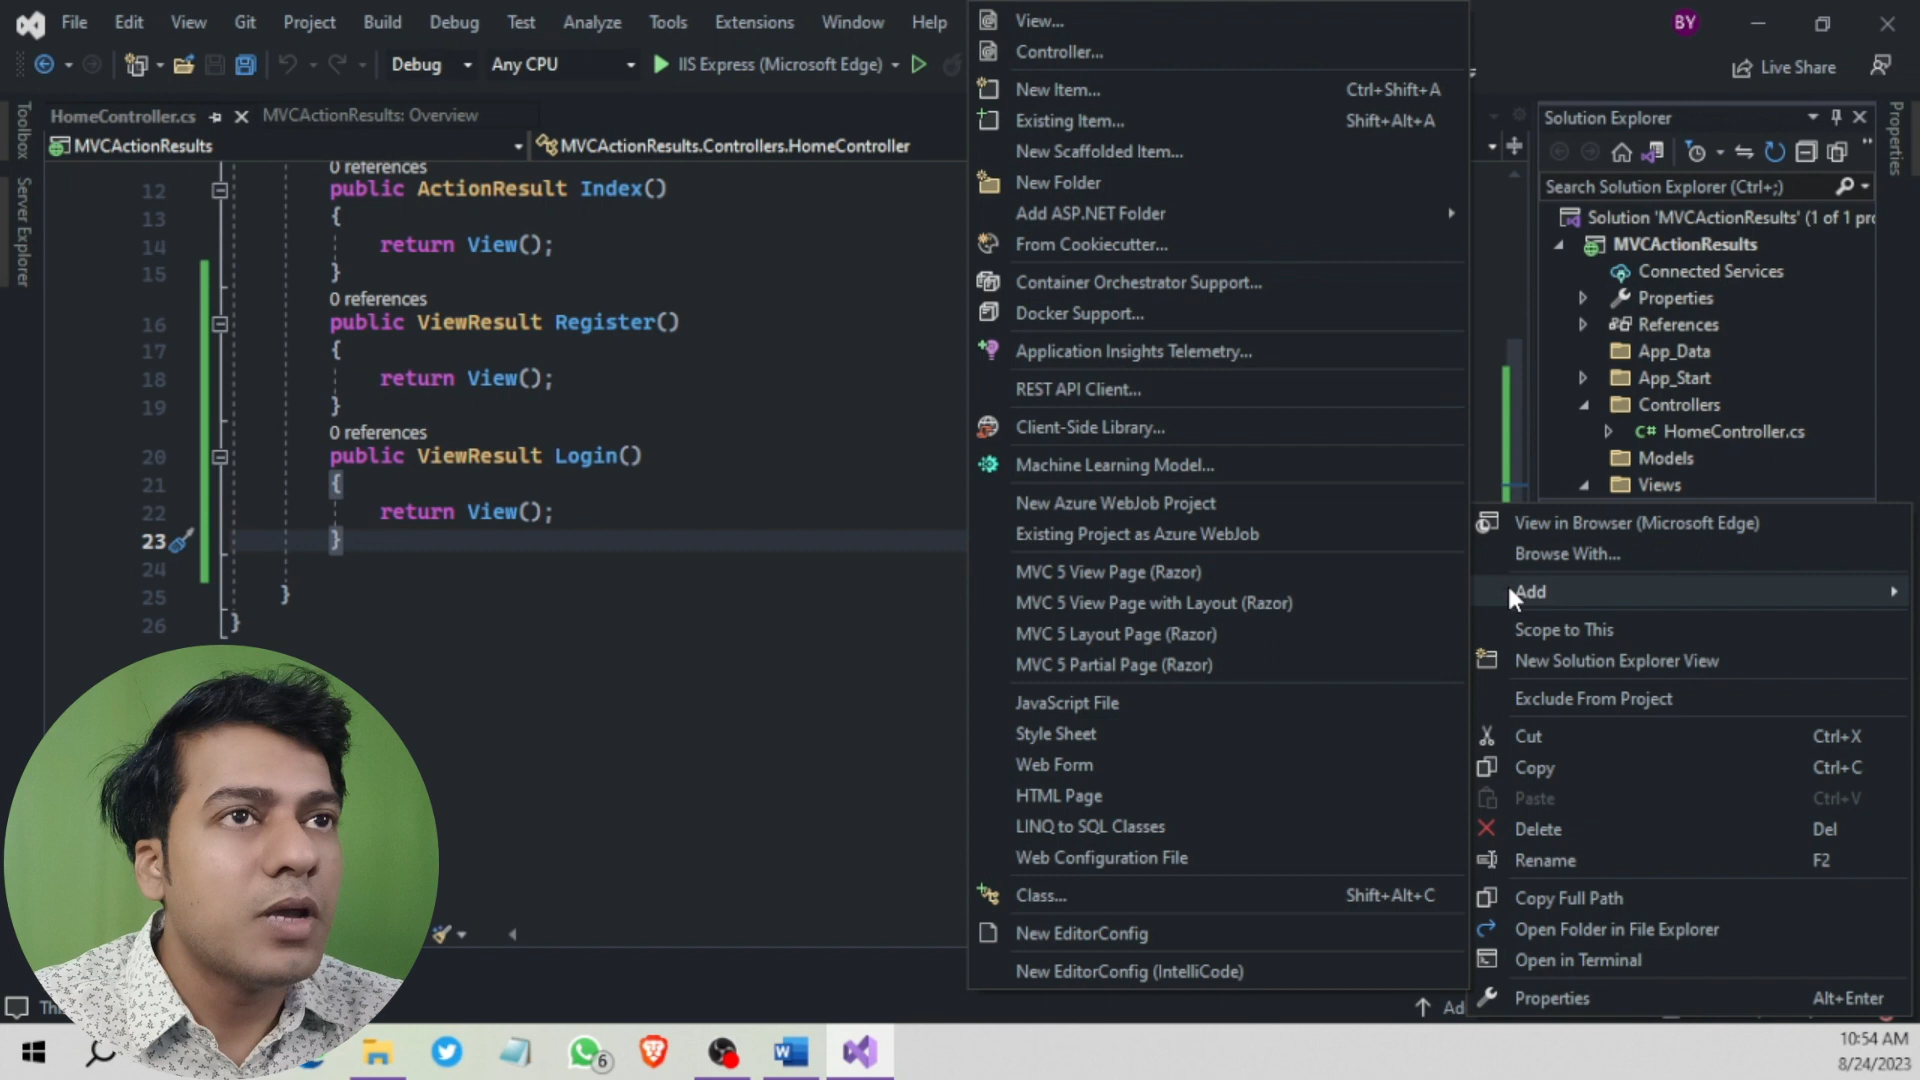 File Edit View Git Project Build Debug Test Analyze Tools Extensions Window Help
BY
Debug Any CPU IIS Express (Microsoft Edge)
Live Share
HomeController.cs MVCActionResults: Overview
MVCActionResults MVCActionResults.Controllers.HomeController
Toolbox
Server Explorer
0 references
12 public ActionResult Index()
13 {
14 return View();
15 }
0 references
16 public ViewResult Register()
17 {
18 return View();
19 }
0 references
20 public ViewResult Login()
21 {
22 return View();
23 }
24
25 }
26 }
View...
Controller...
New Item... Ctrl+Shift+A
Existing Item... Shift+Alt+A
New Scaffolded Item...
New Folder
Add ASP.NET Folder
From Cookiecutter...
Container Orchestrator Support...
Docker Support...
Application Insights Telemetry...
REST API Client...
Client-Side Library...
Machine Learning Model...
New Azure WebJob Project
Existing Project as Azure WebJob
MVC 5 View Page (Razor)
MVC 5 View Page with Layout (Razor)
MVC 5 Layout Page (Razor)
MVC 5 Partial Page (Razor)
JavaScript File
Style Sheet
Web Form
HTML Page
LINQ to SQL Classes
Web Configuration File
Class... Shift+Alt+C
New EditorConfig
New EditorConfig (IntelliCode)
Solution Explorer
Search Solution Explorer (Ctrl+;)
Solution 'MVCActionResults' (1 of 1 pro
MVCActionResults
Connected Services
Properties
References
App_Data
App_Start
Controllers
C# HomeController.cs
Models
Views
Properties
View in Browser (Microsoft Edge)
Browse With...
Add
Scope to This
New Solution Explorer View
Exclude From Project
Cut Ctrl+X
Copy Ctrl+C
Paste Ctrl+V
Delete Del
Rename F2
Copy Full Path
Open Folder in File Explorer
Open in Terminal
Properties Alt+Enter
Th
Ad
6
10:54 AM
8/24/2023